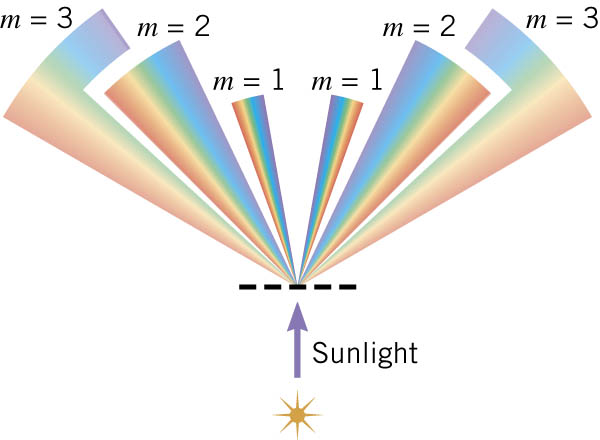 m = 3
m = 2
m = 1
m = 1
m = 2
m = 3
Sunlight